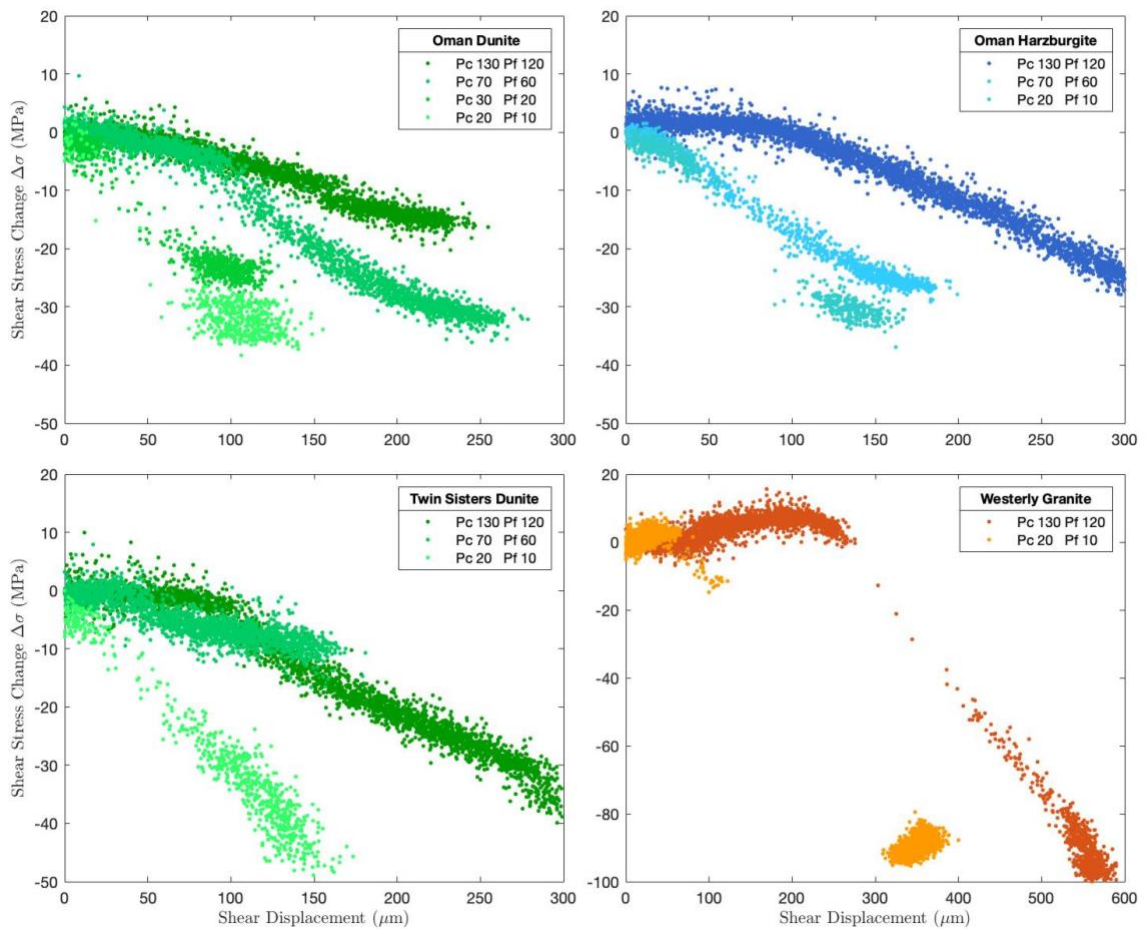 Oman Dunite
Pc 130 Pf 120
Pc 70 Pf 60
Pc 30 Pf 20
Pc 20 Pf 10
20
10
0
-10
-20
-30
-40
-50
0 50 100 150 200 250 300
Shear Stress Change Δσ (MPa)
Oman Harzburgite
Pc 130 Pf 120
Pc 70 Pf 60
Pc 20 Pf 10
20
10
0
-10
-20
-30
-40
-50
0 50 100 150 200 250 300
Twin Sisters Dunite
Pc 130 Pf 120
Pc 70 Pf 60
Pc 20 Pf 10
20
10
0
-10
-20
-30
-40
-50
0 50 100 150 200 250 300
Shear Stress Change Δσ (MPa)
Shear Displacement (μm)
Westerly Granite
Pc 130 Pf 120
Pc 20 Pf 10
20
0
-20
-40
-60
-80
-100
0 100 200 300 400 500 600
Shear Displacement (μm)